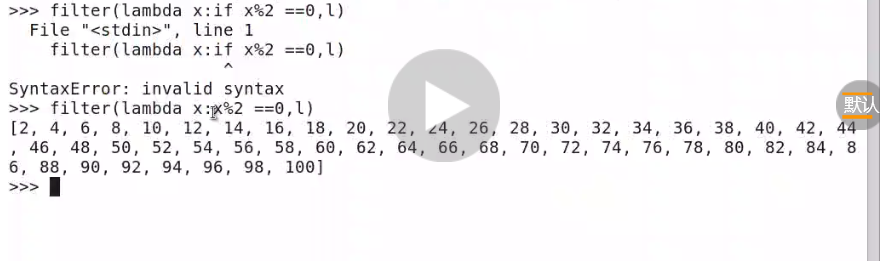 >>> filter(lambda x:if x%2 ==0,l)
  File "<stdin>", line 1
    filter(lambda x:if x%2 ==0,l)
                     ^
SyntaxError: invalid syntax
>>> filter(lambda x:x%2 ==0,l)
[2, 4, 6, 8, 10, 12, 14, 16, 18, 20, 22, 24, 26, 28, 30, 32, 34, 36, 38, 40, 42, 44
, 46, 48, 50, 52, 54, 56, 58, 60, 62, 64, 66, 68, 70, 72, 74, 76, 78, 80, 82, 84, 8
6, 88, 90, 92, 94, 96, 98, 100]
>>>
默认